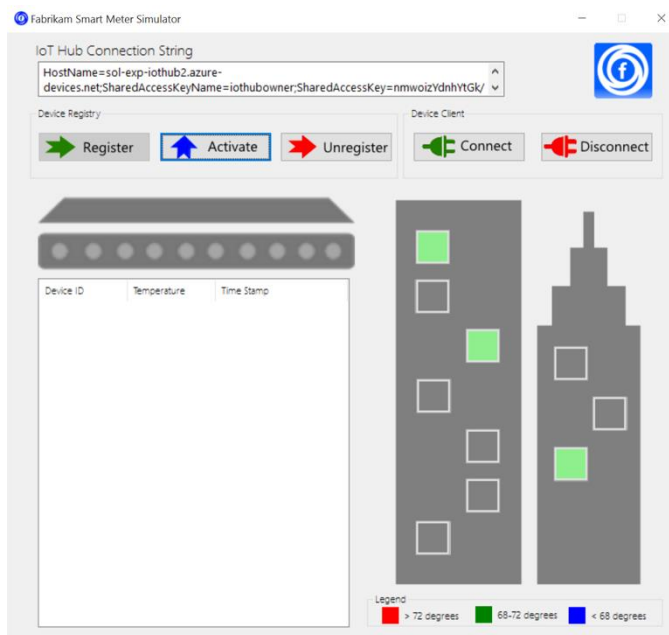 Fabrikam Smart Meter Simulator
IoT Hub Connection String
HostName=sol-exp-iothub2.azure-
devices.net;SharedAccessKeyName=iothubowner;SharedAccessKey=nmwoizYdnhYtGk/
Device Registry
Device Client
Register
Activate
Unregister
Connect
Disconnect
Device ID
Temperature
Time Stamp
Legend
> 72 degrees
68-72 degrees
< 68 degrees